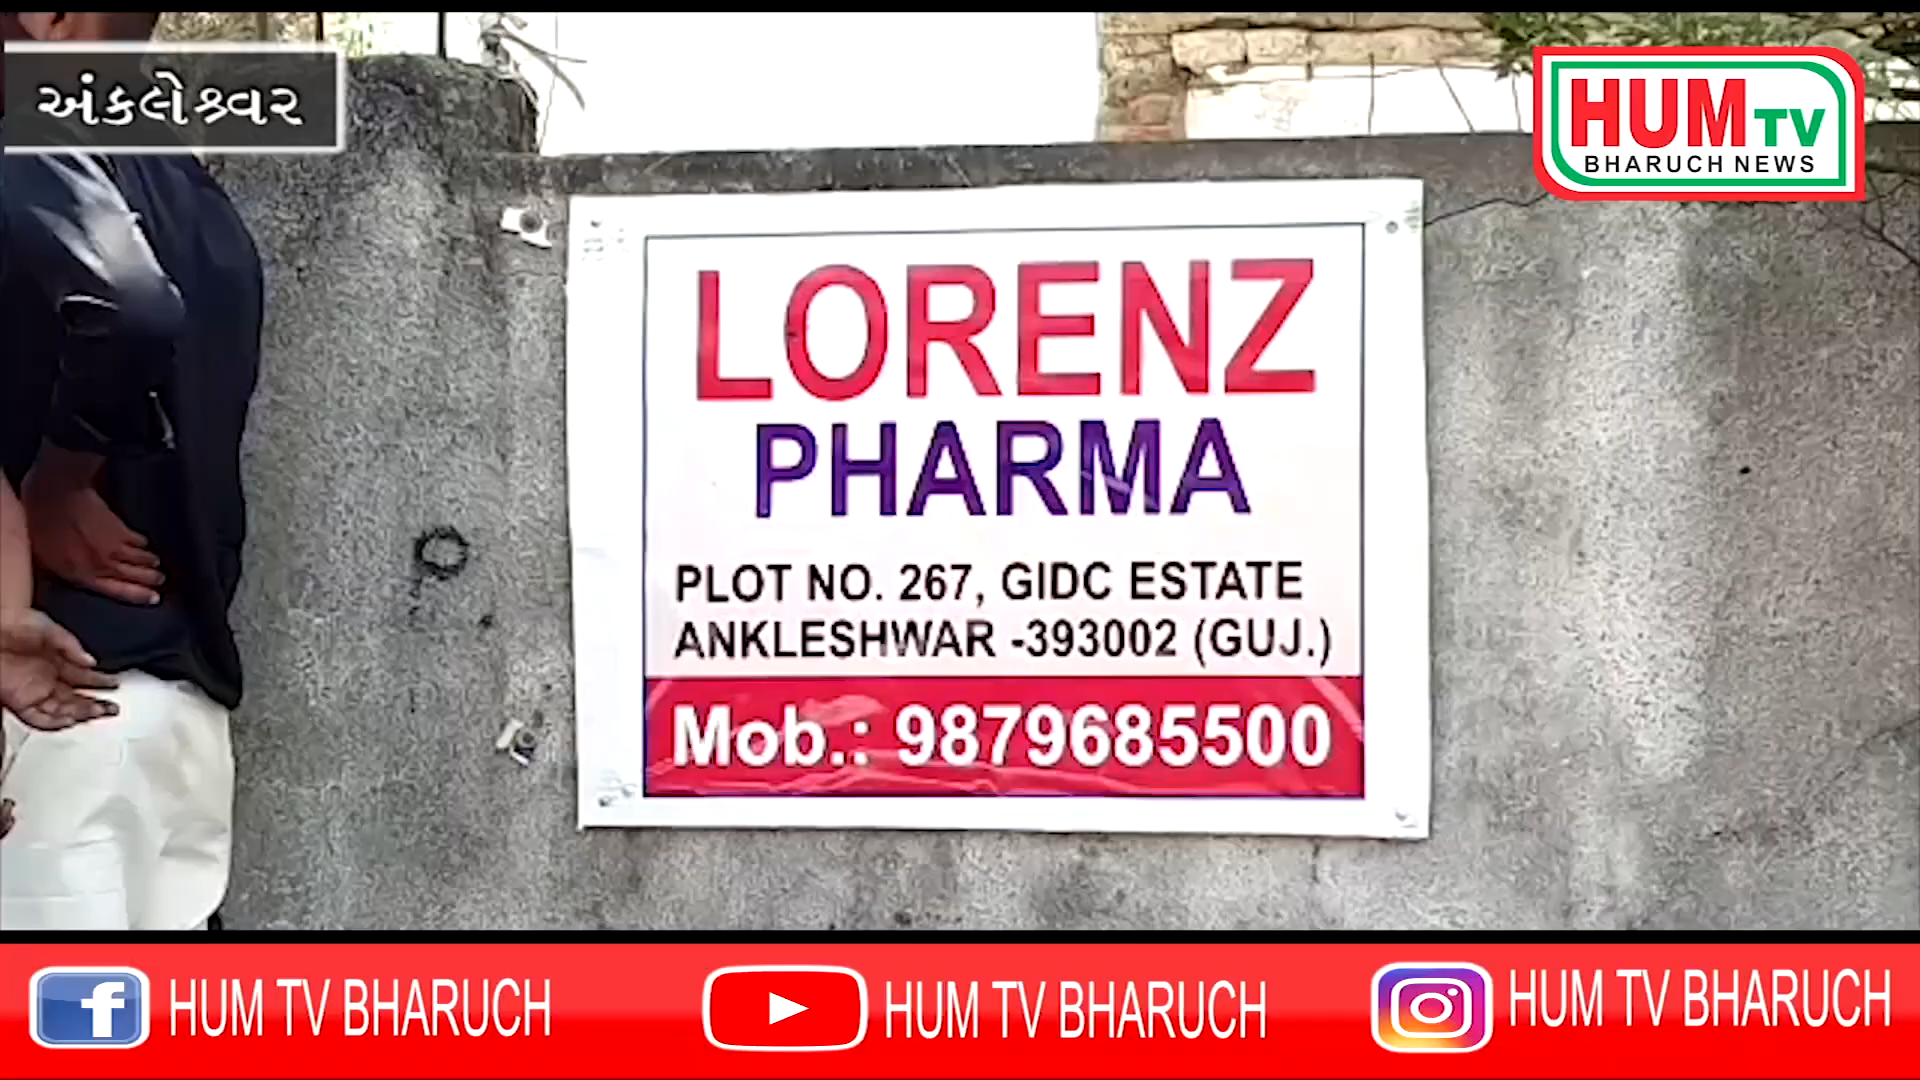 અંકલેશ્વર
HUM TV
BHARUCH NEWS
LORENZ
PHARMA
PLOT NO. 267, GIDC ESTATE
ANKLESHWAR -393002 (GUJ.)
Mob.: 9879685500
HUM TV BHARUCH
HUM TV BHARUCH
HUM TV BHARUCH